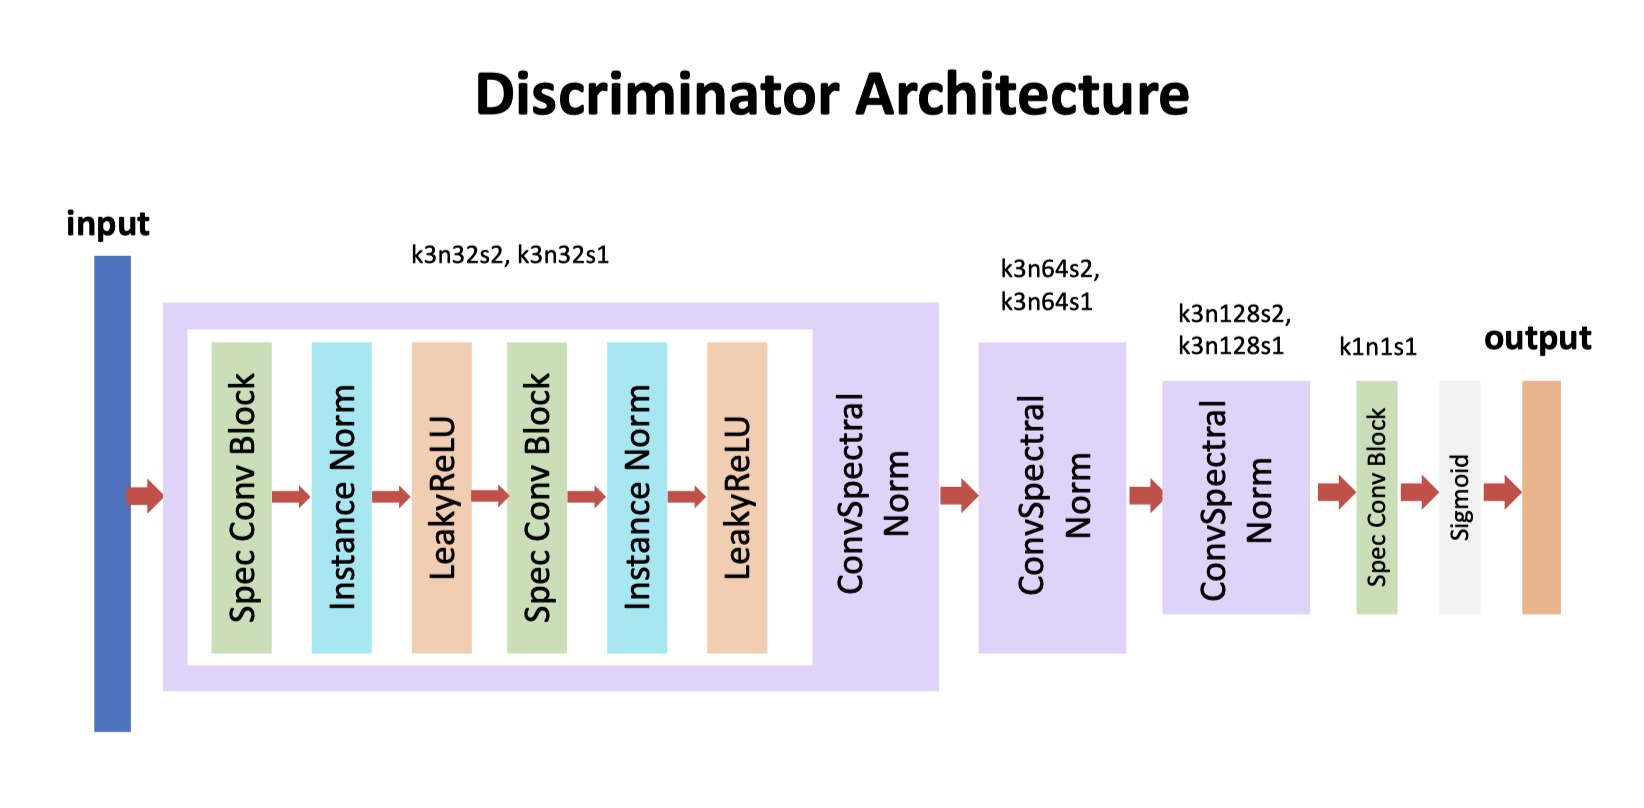 Discriminator Architecture
input
k3n32s2, k3n32s1
Spec Conv Block
Instance Norm
LeakyReLU
Spec Conv Block
Instance Norm
LeakyReLU
ConvSpectral
Norm
k3n64s2,
k3n64s1
ConvSpectral
Norm
k3n128s2,
k3n128s1
ConvSpectral
Norm
k1n1s1
Spec Conv Block
Sigmoid
output